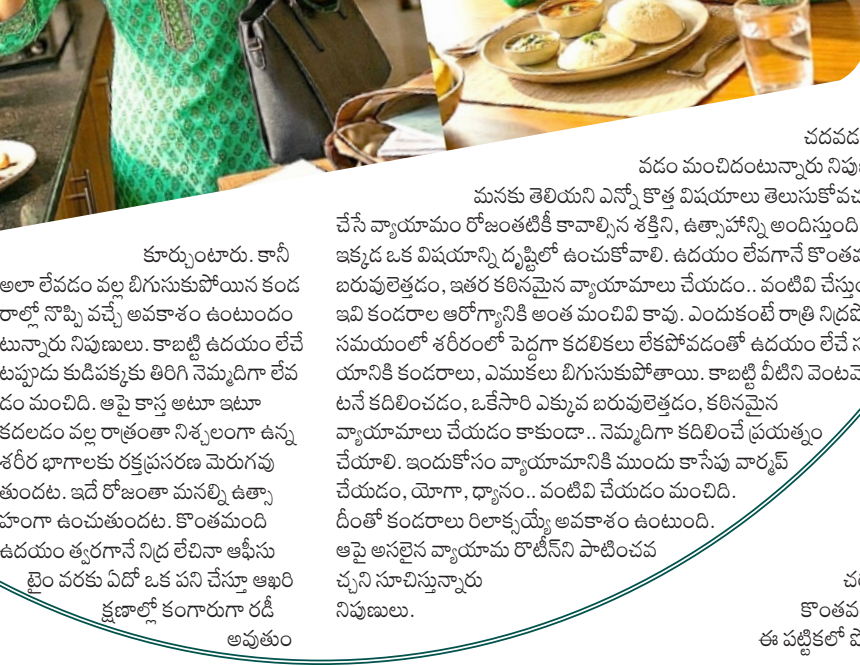 కూర్చుంటారు. కానీ
అలా లేవడం వల్ల బిగుసుకుపోయిన కండ
రాల్లో నొప్పి వచ్చే అవకాశం ఉంటుందం
టున్నారు నిపుణులు. కాబట్టి ఉదయం లేచే
టప్పుడు కుడిపక్కకు తిరిగి నెమ్మదిగా లేవ
డం మంచిది. ఆపై కాస్త అటూ ఇటూ
కదలడం వల్ల రాత్రంతా నిశ్చలంగా ఉన్న
శరీర భాగాలకు రక్తప్రసరణ మెరుగవు
తుందట. ఇదే రోజంతా మనల్ని ఉత్సా
హంగా ఉంచుతుందట. కొంతమంది
ఉదయం త్వరగానే నిద్ర లేచినా ఆఫీసు
టైం వరకు ఏదో ఒక పని చేస్తూ ఆఖరి
క్షణాల్లో కంగారుగా రడీ
అవుతుం
చదవడ
వడం మంచిదంటున్నారు
మనకు తెలియని ఎన్నో కొత్త విషయాలు
చేసే వ్యాయామం రోజంతటికీ కావాల్సిన శక్తిని, ఉత్సాహాన్ని అందిస్తుంది
ఇక్కడ ఒక విషయాన్ని దృష్టిలో ఉంచుకోవాలి. ఉదయం లేవగానే
బరువులెత్తడం, ఇతర కఠినమైన వ్యాయామాలు చేయడం.. వంటివి
ఇవి కండరాల ఆరోగ్యానికి అంత మంచివి కావు. ఎందుకంటే రాత్రి
సమయంలో శరీరంలో పెద్దగా కదలికలు లేకపోవడంతో ఉదయం లేచే
యానికి కండరాలు, ఎముకలు బిగుసుకుపోతాయి. కాబట్టి వీటిని
టనే కదిలించడం, ఒకేసారి ఎక్కువ బరువులెత్తడం, కఠినమైన
వ్యాయామాలు చేయడం కాకుండా.. నెమ్మదిగా కదిలించే ప్రయత్నం
చేయాలి. ఇందుకోసం వ్యాయామానికి ముందు కాసేపు వార్మప్
చేయడం, యోగా, ధ్యానం.. వంటివి చేయడం మంచిది.
దీంతో కండరాలు రిలాక్సయ్యే అవకాశం ఉంటుంది.
ఆపై అసలైన వ్యాయామ రొటీన్‌ని పాటించవ
చ్చని సూచిస్తున్నారు
నిపుణులు.
కొంతవ
ఈ పట్టికలో